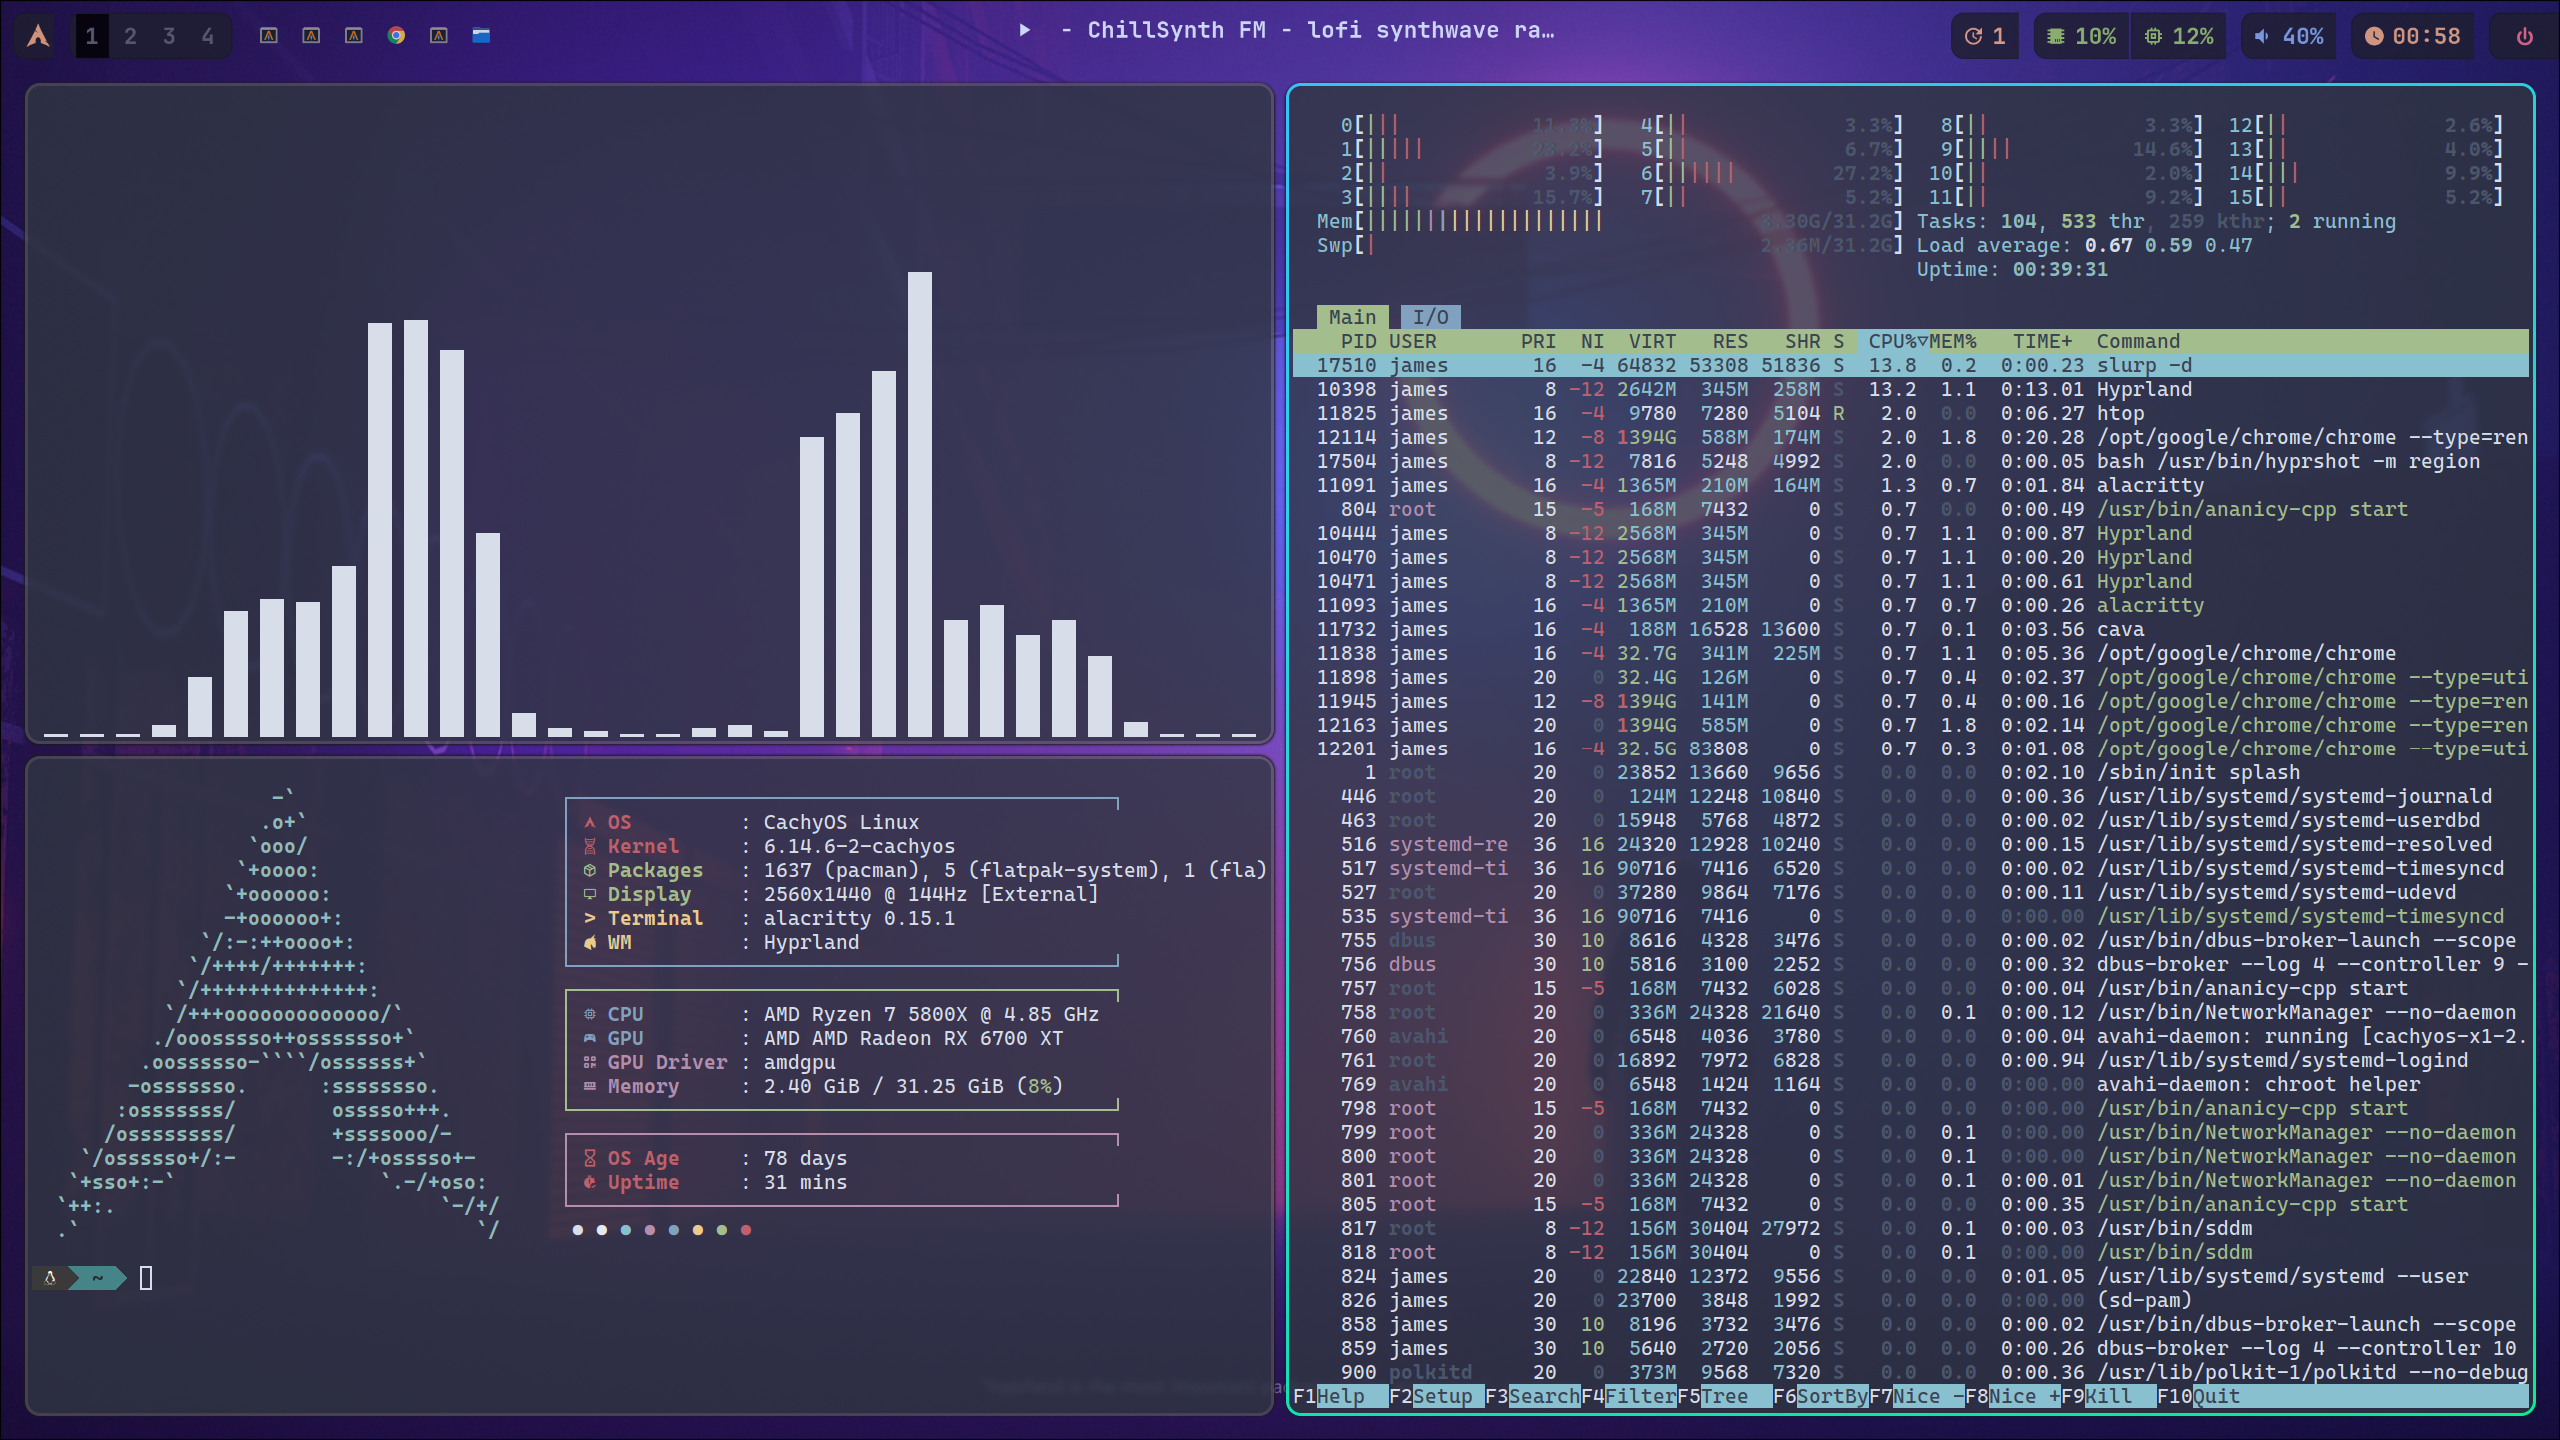 1 2 3 4
- ChillSynth FM - lofi synthwave ra…
1 10% 12% 40% 00:58
0[||| 11.3%] 4[|| 3.3%] 8[|| 3.3%] 12[|| 2.6%]
1[||||| 23.2%] 5[|| 6.7%] 9[|||| 14.6%] 13[|| 4.0%]
2[|| 3.9%] 6[|||||| 27.2%] 10[|| 2.0%] 14[||| 9.9%]
3[|||| 15.7%] 7[|| 5.2%] 11[|| 9.2%] 15[|| 5.2%]
Mem[|||||||||||||||||||| 3.30G/31.2G] Tasks: 104, 533 thr, 259 kthr; 2 running
Swp[| 2.36M/31.2G] Load average: 0.67 0.59 0.47
Uptime: 00:39:31
Main I/O
PID USER PRI NI VIRT RES SHR S CPU%▽MEM% TIME+ Command
17510 james 16 -4 64832 53308 51836 S 13.8 0.2 0:00.23 slurp -d
10398 james 8 -12 2642M 345M 258M S 13.2 1.1 0:13.01 Hyprland
11825 james 16 -4 9780 7280 5104 R 2.0 0.0 0:06.27 htop
12114 james 12 -8 1394G 588M 174M S 2.0 1.8 0:20.28 /opt/google/chrome/chrome --type=ren
17504 james 8 -12 7816 5248 4992 S 2.0 0.0 0:00.05 bash /usr/bin/hyprshot -m region
11091 james 16 -4 1365M 210M 164M S 1.3 0.7 0:01.84 alacritty
804 root 15 -5 168M 7432 0 S 0.7 0.0 0:00.49 /usr/bin/ananicy-cpp start
10444 james 8 -12 2568M 345M 0 S 0.7 1.1 0:00.87 Hyprland
10470 james 8 -12 2568M 345M 0 S 0.7 1.1 0:00.20 Hyprland
10471 james 8 -12 2568M 345M 0 S 0.7 1.1 0:00.61 Hyprland
11093 james 16 -4 1365M 210M 0 S 0.7 0.7 0:00.26 alacritty
11732 james 16 -4 188M 16528 13600 S 0.7 0.1 0:03.56 cava
11838 james 16 -4 32.7G 341M 225M S 0.7 1.1 0:05.36 /opt/google/chrome/chrome
11898 james 20 0 32.4G 126M 0 S 0.7 0.4 0:02.37 /opt/google/chrome/chrome --type=uti
11945 james 12 -8 1394G 141M 0 S 0.7 0.4 0:00.16 /opt/google/chrome/chrome --type=ren
12163 james 20 0 1394G 585M 0 S 0.7 1.8 0:02.14 /opt/google/chrome/chrome --type=ren
12201 james 16 -4 32.5G 83808 0 S 0.7 0.3 0:01.08 /opt/google/chrome/chrome --type=uti
1 root 20 0 23852 13660 9656 S 0.0 0.0 0:02.10 /sbin/init splash
446 root 20 0 124M 12248 10840 S 0.0 0.0 0:00.36 /usr/lib/systemd/systemd-journald
463 root 20 0 15948 5768 4872 S 0.0 0.0 0:00.02 /usr/lib/systemd/systemd-userdbd
516 systemd-re 36 16 24320 12928 10240 S 0.0 0.0 0:00.15 /usr/lib/systemd/systemd-resolved
517 systemd-ti 36 16 90716 7416 6520 S 0.0 0.0 0:00.02 /usr/lib/systemd/systemd-timesyncd
527 root 20 0 37280 9864 7176 S 0.0 0.0 0:00.11 /usr/lib/systemd/systemd-udevd
535 systemd-ti 36 16 90716 7416 0 S 0.0 0.0 0:00.00 /usr/lib/systemd/systemd-timesyncd
755 dbus 30 10 8616 4328 3476 S 0.0 0.0 0:00.02 /usr/bin/dbus-broker-launch --scope
756 dbus 30 10 5816 3100 2252 S 0.0 0.0 0:00.32 dbus-broker --log 4 --controller 9 -
757 root 15 -5 168M 7432 6028 S 0.0 0.0 0:00.04 /usr/bin/ananicy-cpp start
758 root 20 0 336M 24328 21640 S 0.0 0.1 0:00.12 /usr/bin/NetworkManager --no-daemon
760 avahi 20 0 6548 4036 3780 S 0.0 0.0 0:00.04 avahi-daemon: running [cachyos-x1-2.
761 root 20 0 16892 7972 6828 S 0.0 0.0 0:00.94 /usr/lib/systemd/systemd-logind
769 avahi 20 0 6548 1424 1164 S 0.0 0.0 0:00.00 avahi-daemon: chroot helper
798 root 15 -5 168M 7432 0 S 0.0 0.0 0:00.00 /usr/bin/ananicy-cpp start
799 root 20 0 336M 24328 0 S 0.0 0.1 0:00.00 /usr/bin/NetworkManager --no-daemon
800 root 20 0 336M 24328 0 S 0.0 0.1 0:00.00 /usr/bin/NetworkManager --no-daemon
801 root 20 0 336M 24328 0 S 0.0 0.1 0:00.01 /usr/bin/NetworkManager --no-daemon
805 root 15 -5 168M 7432 0 S 0.0 0.0 0:00.35 /usr/bin/ananicy-cpp start
817 root 8 -12 156M 30404 27972 S 0.0 0.1 0:00.03 /usr/bin/sddm
818 root 8 -12 156M 30404 0 S 0.0 0.1 0:00.00 /usr/bin/sddm
824 james 20 0 22840 12372 9556 S 0.0 0.0 0:01.05 /usr/lib/systemd/systemd --user
826 james 20 0 23700 3848 1992 S 0.0 0.0 0:00.00 (sd-pam)
858 james 30 10 8196 3732 3476 S 0.0 0.0 0:00.02 /usr/bin/dbus-broker-launch --scope
859 james 30 10 5640 2720 2056 S 0.0 0.0 0:00.26 dbus-broker --log 4 --controller 10
900 polkitd 20 0 373M 9568 7320 S 0.0 0.0 0:00.36 /usr/lib/polkit-1/polkitd --no-debug
F1Help F2Setup F3Search F4Filter F5Tree F6SortBy F7Nice - F8Nice + F9Kill F10Quit
OS : CachyOS Linux
Kernel : 6.14.6-2-cachyos
Packages : 1637 (pacman), 5 (flatpak-system), 1 (fla)
Display : 2560x1440 @ 144Hz [External]
> Terminal : alacritty 0.15.1
WM : Hyprland
CPU : AMD Ryzen 7 5800X @ 4.85 GHz
GPU : AMD AMD Radeon RX 6700 XT
GPU Driver : amdgpu
Memory : 2.40 GiB / 31.25 GiB (8%)
OS Age : 78 days
Uptime : 31 mins
~